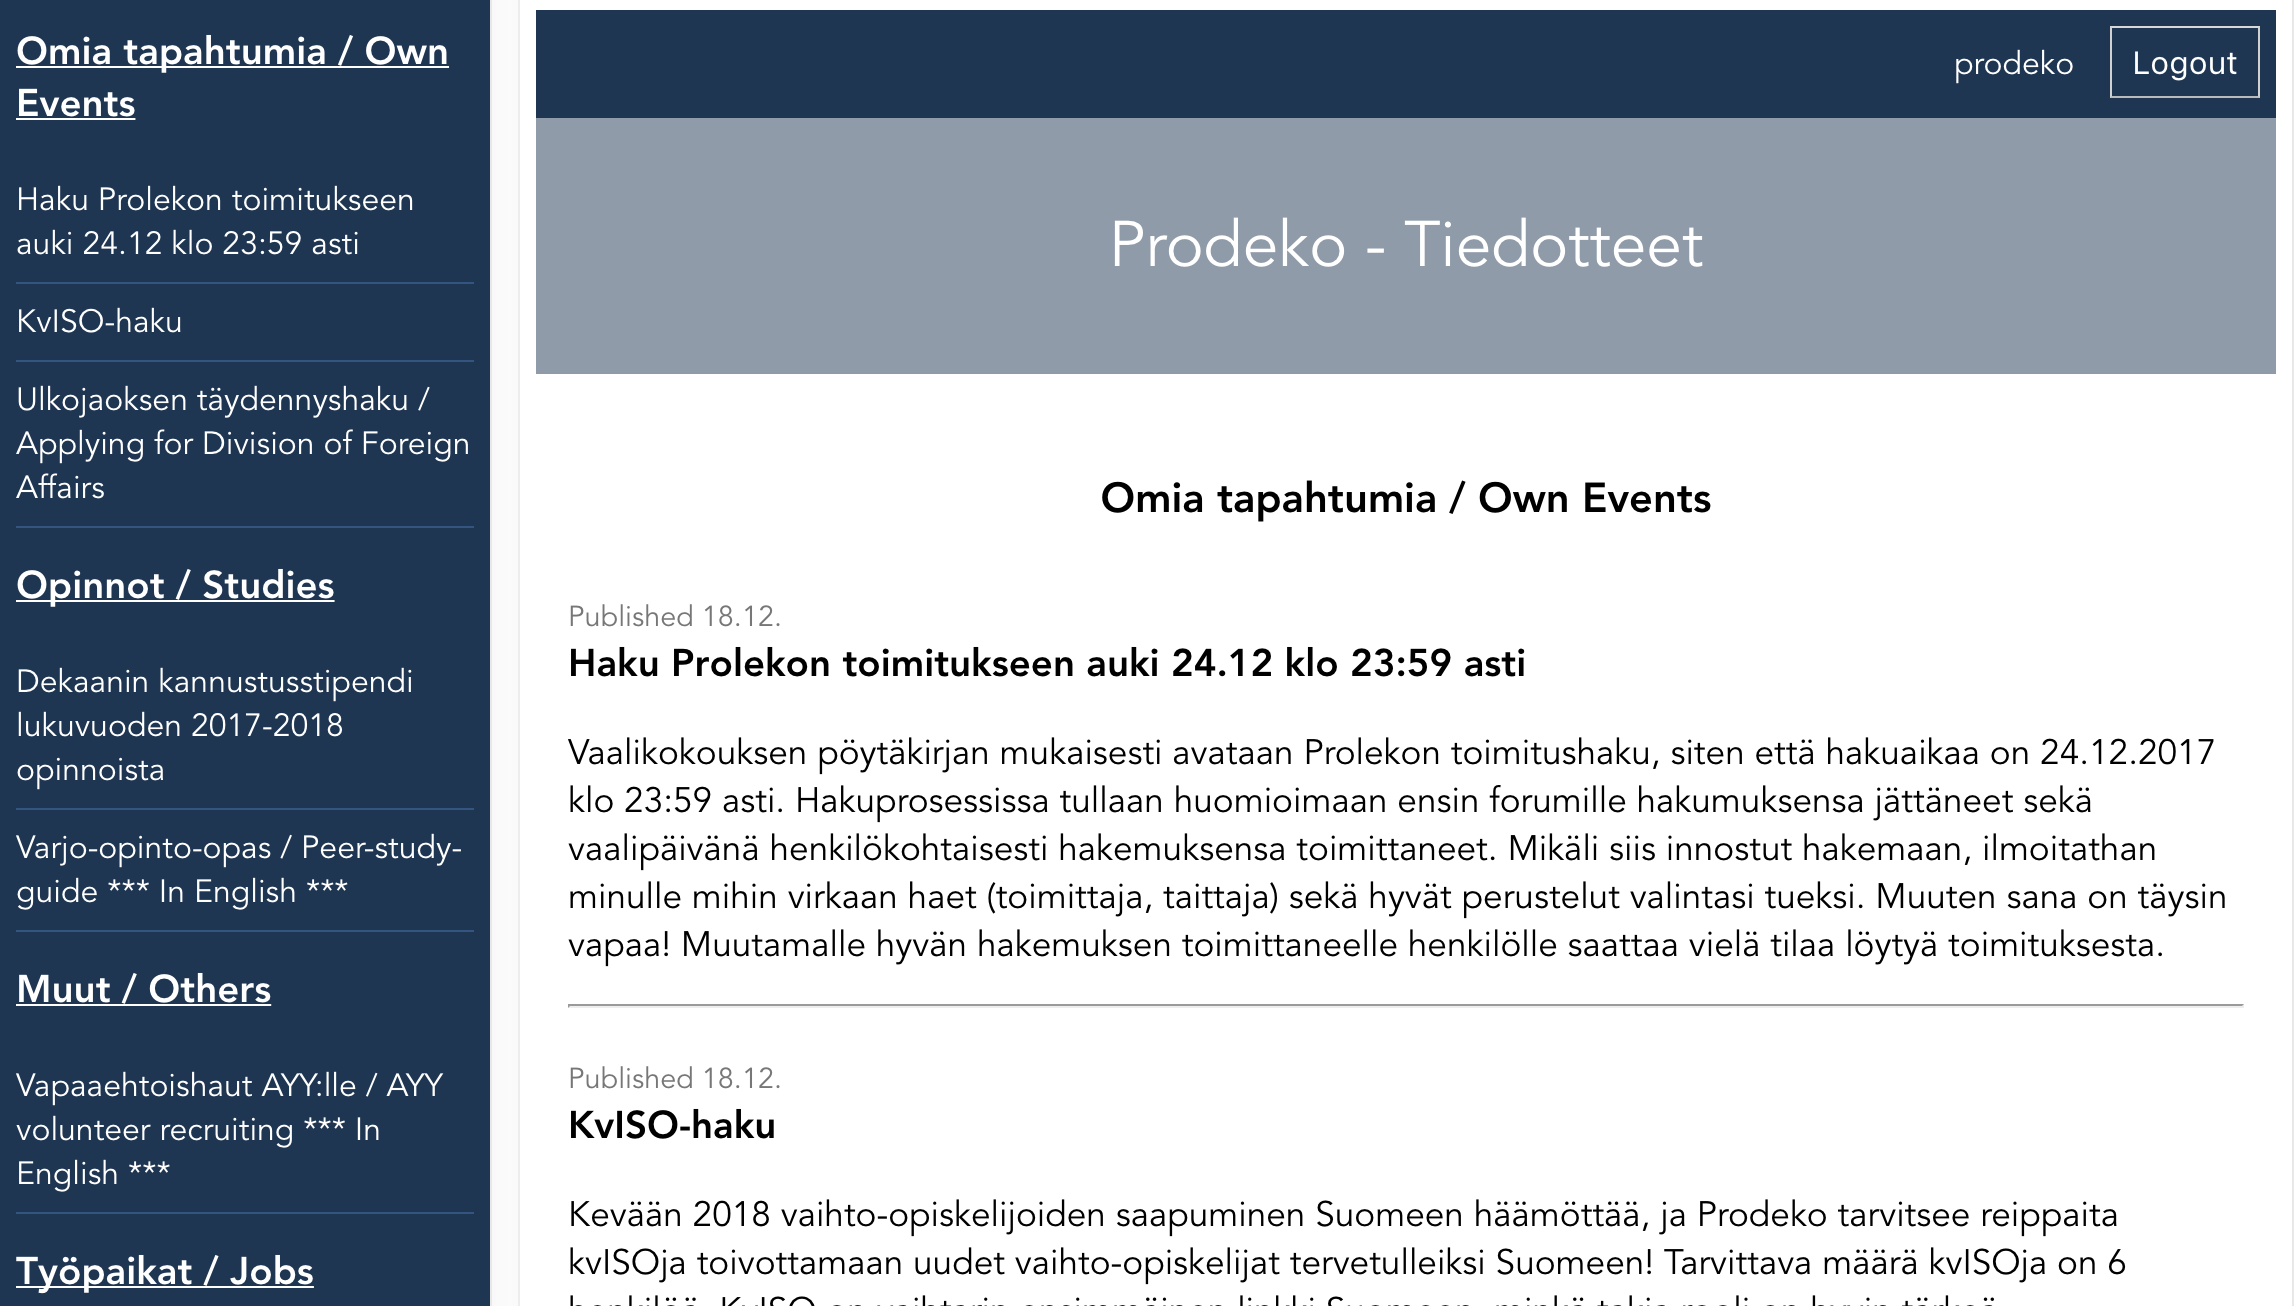 Omia tapahtumia / Own
Events
Haku Prolekon toimitukseen
auki 24.12 klo 23:59 asti
KvISO-haku
Ulkojaoksen täydennyshaku /
Applying for Division of Foreign
Affairs
Opinnot / Studies
Dekaanin kannustusstipendi
lukuvuoden 2017-2018
opinnoista
Varjo-opinto-opas / Peer-study-
guide *** In English ***
Muut / Others
Vapaaehtoishaut AYY:lle / AYY
volunteer recruiting *** In
English ***
Työpaikat / Jobs
prodeko
Logout
Prodeko - Tiedotteet
Omia tapahtumia / Own Events
Published 18.12.
Haku Prolekon toimitukseen auki 24.12 klo 23:59 asti
Vaalikokouksen pöytäkirjan mukaisesti avataan Prolekon toimitushaku, siten että hakuaikaa on 24.12.2017
klo 23:59 asti. Hakuprosessissa tullaan huomioimaan ensin forumille hakumuksensa jättäneet sekä
vaalipäivänä henkilökohtaisesti hakemuksensa toimittaneet. Mikäli siis innostut hakemaan, ilmoitathan
minulle mihin virkaan haet (toimittaja, taittaja) sekä hyvät perustelut valintasi tueksi. Muuten sana on täysin
vapaa! Muutamalle hyvän hakemuksen toimittaneelle henkilölle saattaa vielä tilaa löytyä toimituksesta.
Published 18.12.
KvISO-haku
Kevään 2018 vaihto-opiskelijoiden saapuminen Suomeen häämöttää, ja Prodeko tarvitsee reippaita
kvISOja toivottamaan uudet vaihto-opiskelijat tervetulleiksi Suomeen! Tarvittava määrä kvISOja on 6